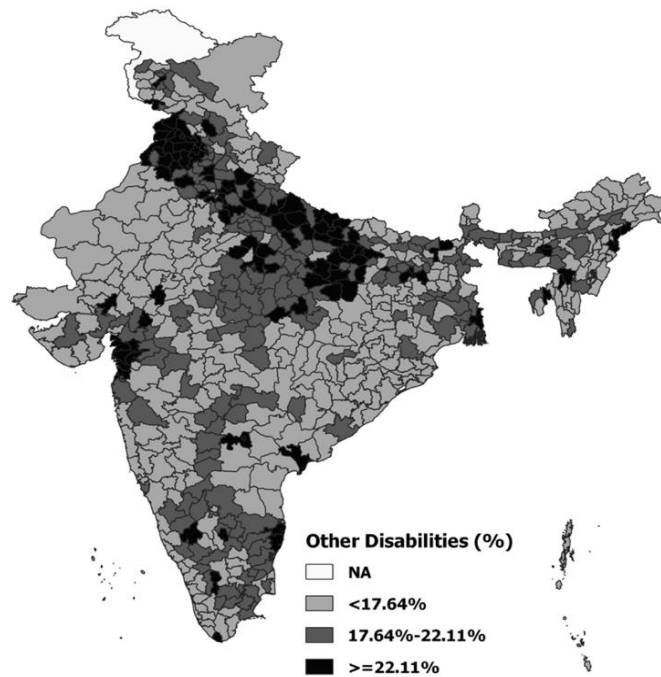 Other Disabilities (%)
NA
<17.64%
17.64%-22.11%
>=22.11%